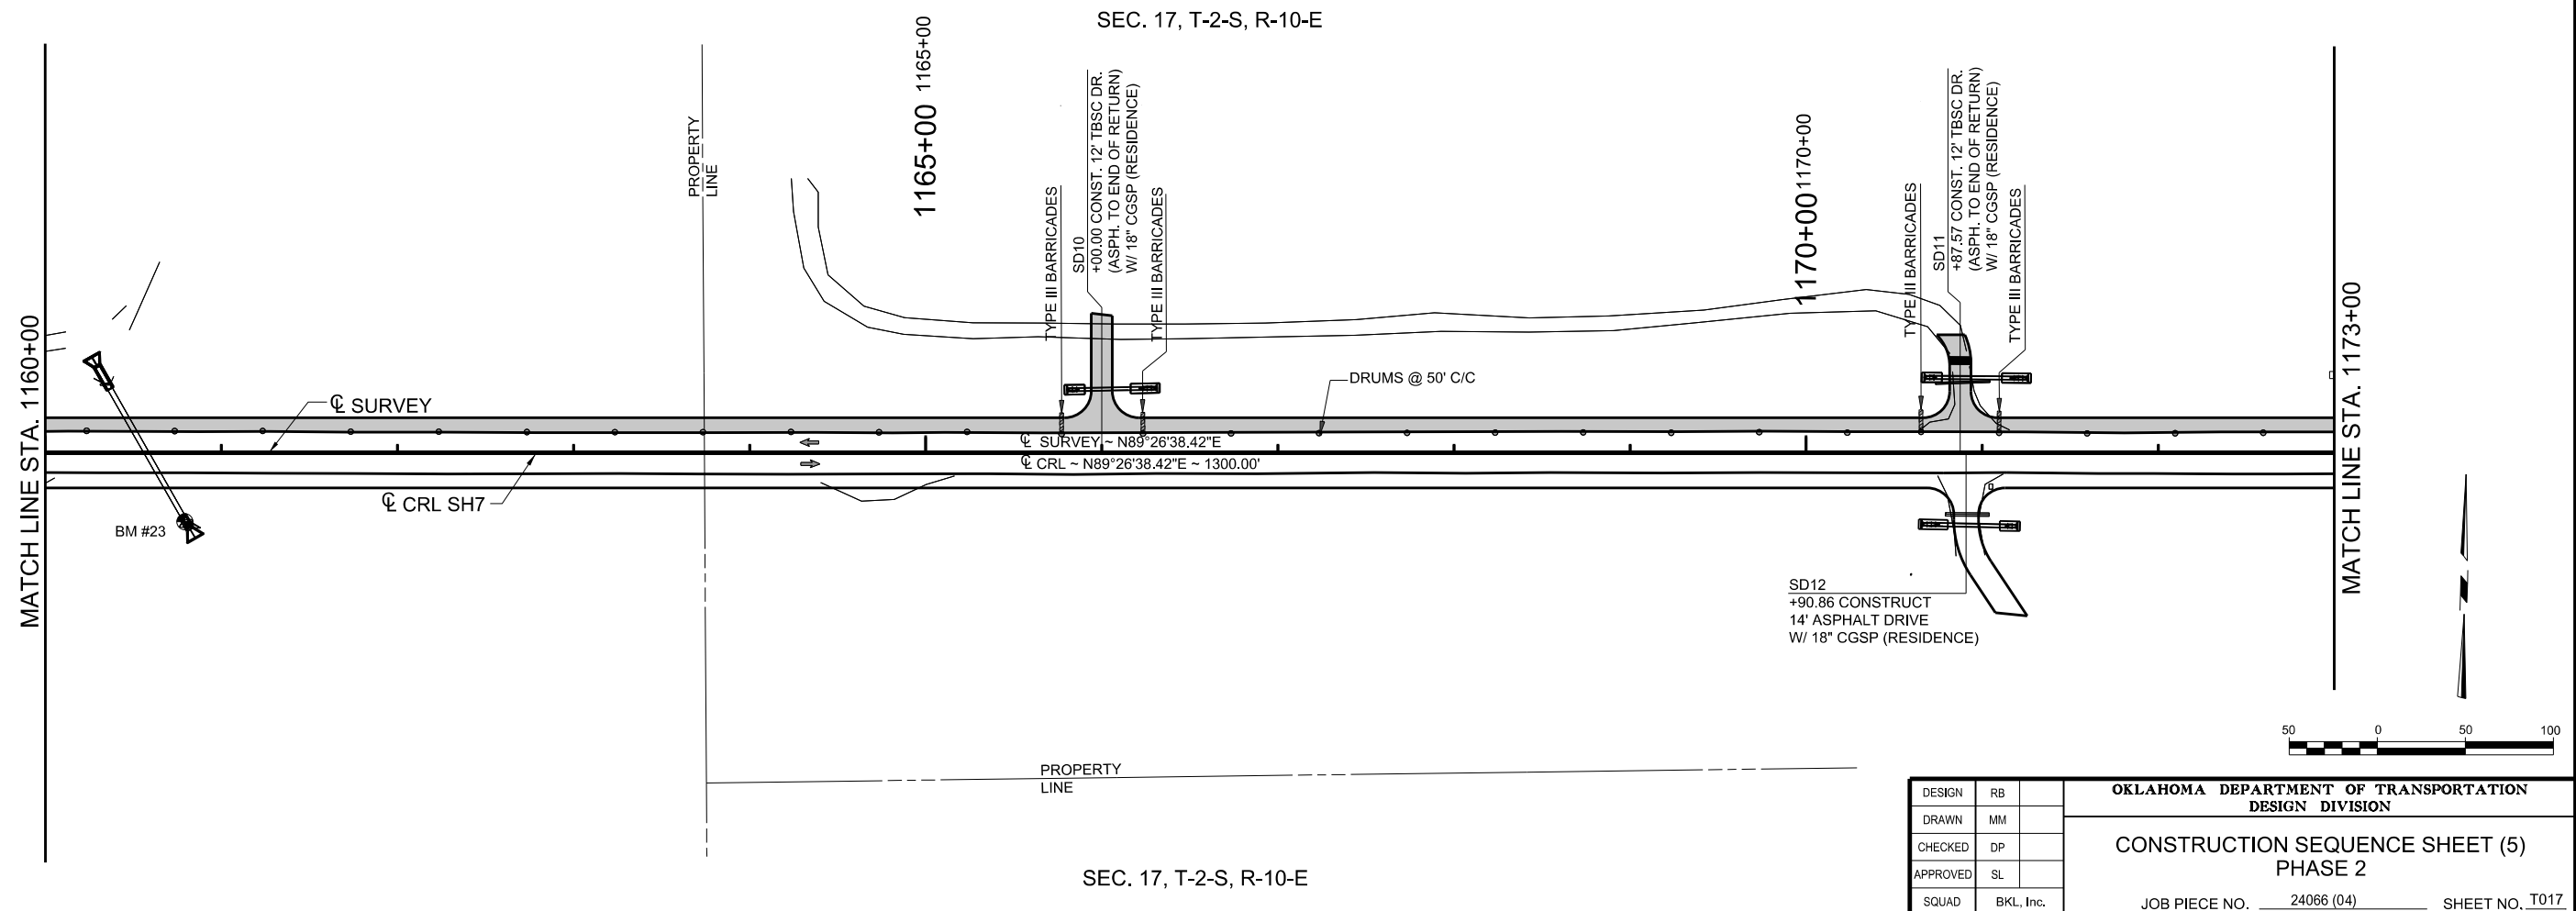 SEC. 17, T-2-S, R-10-E
MATCH LINE STA. 1160+00
PROPERTY
LINE
1165+00
1165+00
TYPE III BARRICADES
SD10
+00.00 CONST. 12' TBSC DR.
(ASPH. TO END OF RETURN)
W/ 18" CGSP (RESIDENCE)
TYPE III BARRICADES
1170+00
1170+00
TYPE III BARRICADES
SD11
+87.57 CONST. 12' TBSC DR.
(ASPH. TO END OF RETURN)
W/ 18" CGSP (RESIDENCE)
TYPE III BARRICADES
MATCH LINE STA. 1173+00
DRUMS @ 50' C/C
℄ SURVEY
℄ SURVEY ~ N89°26'38.42"E
℄ CRL ~ N89°26'38.42"E ~ 1300.00'
℄ CRL SH7
BM #23
SD12
+90.86 CONSTRUCT
14' ASPHALT DRIVE
W/ 18" CGSP (RESIDENCE)
N
50 0 50 100
PROPERTY
LINE
SEC. 17, T-2-S, R-10-E
DESIGN RB
DRAWN MM
CHECKED DP
APPROVED SL
SQUAD BKL, Inc.
OKLAHOMA DEPARTMENT OF TRANSPORTATION
DESIGN DIVISION
CONSTRUCTION SEQUENCE SHEET (5)
PHASE 2
JOB PIECE NO. 24066 (04) SHEET NO. T017